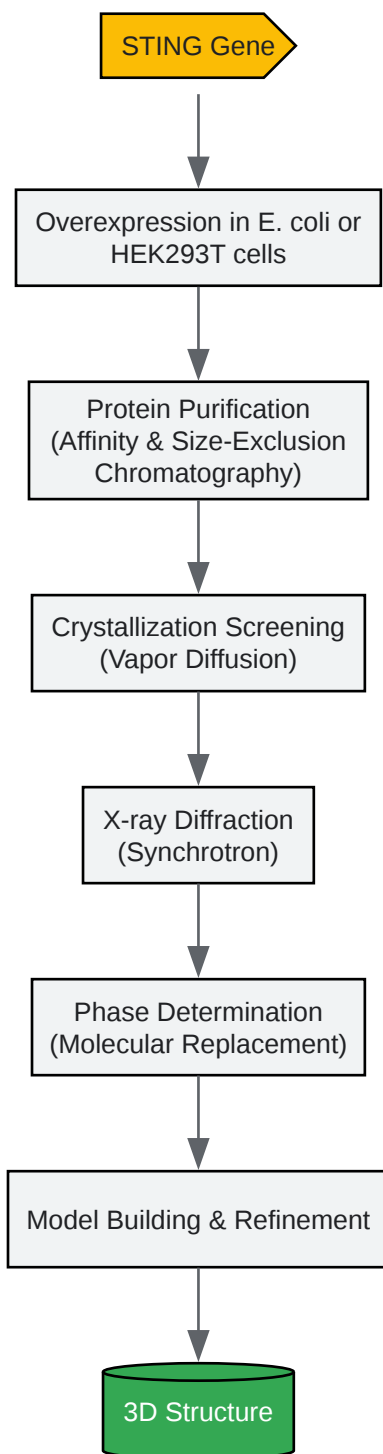 STING Gene
Overexpression in E. coli or
HEK293T cells
Protein Purification
(Affinity & Size-Exclusion
Chromatography)
Crystallization Screening
(Vapor Diffusion)
X-ray Diffraction
(Synchrotron)
Phase Determination
(Molecular Replacement)
Model Building & Refinement
3D Structure